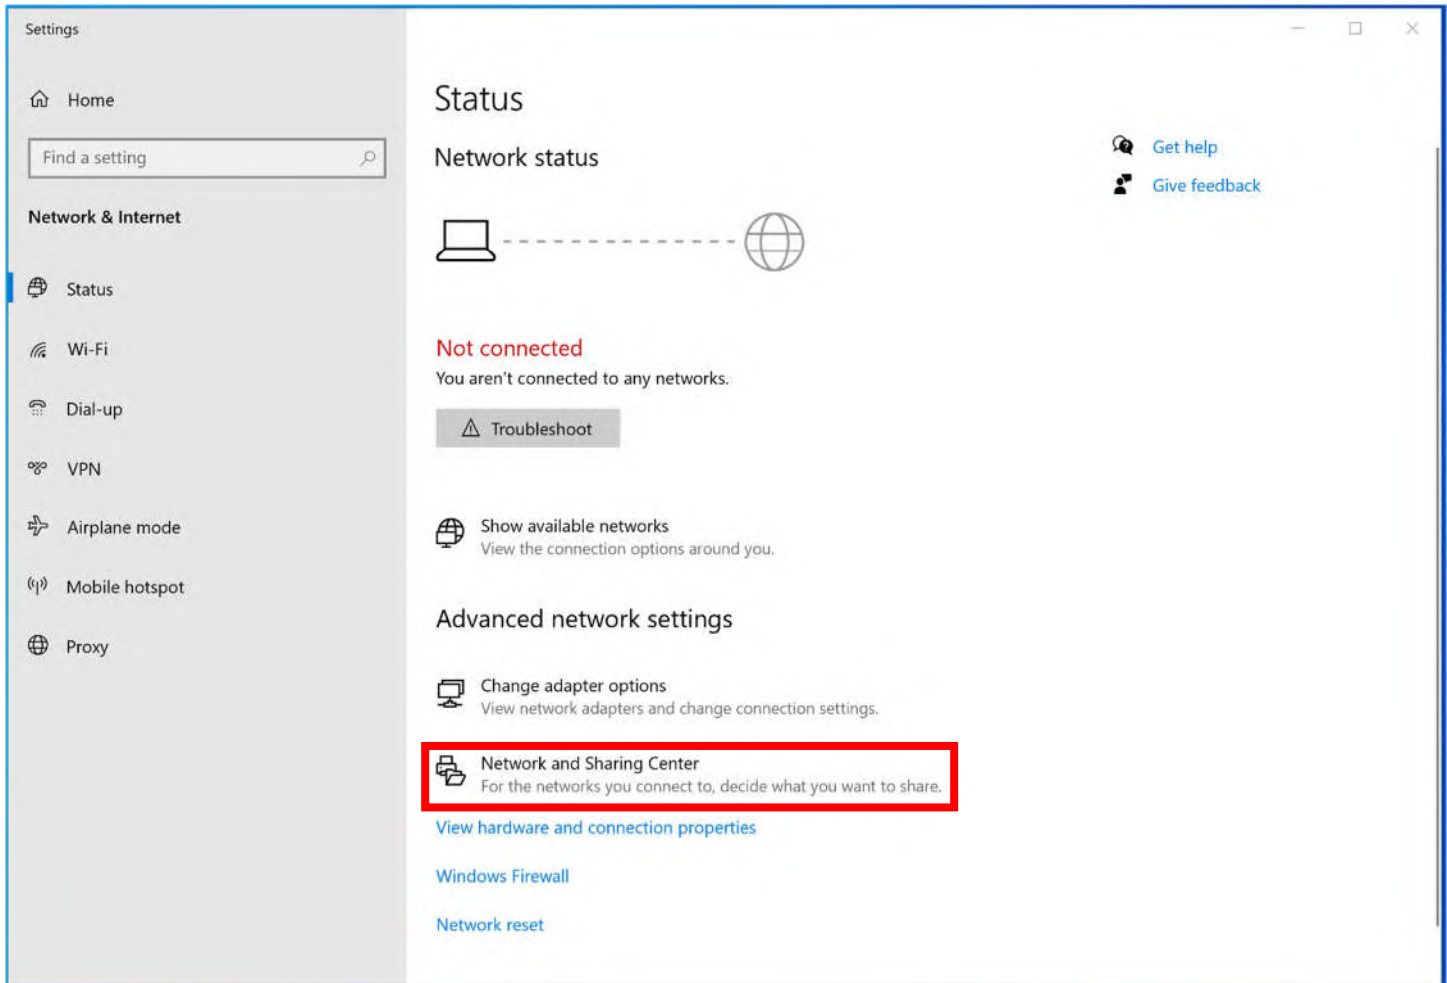 Settings
Home
Find a setting
Network & Internet
Status
Wi-Fi
Dial-up
VPN
Airplane mode
Mobile hotspot
Proxy
Status
Network status
Not connected
You aren't connected to any networks.
Troubleshoot
Show available networks
View the connection options around you.
Advanced network settings
Change adapter options
View network adapters and change connection settings.
Network and Sharing Center
For the networks you connect to, decide what you want to share.
View hardware and connection properties
Windows Firewall
Network reset
Get help
Give feedback